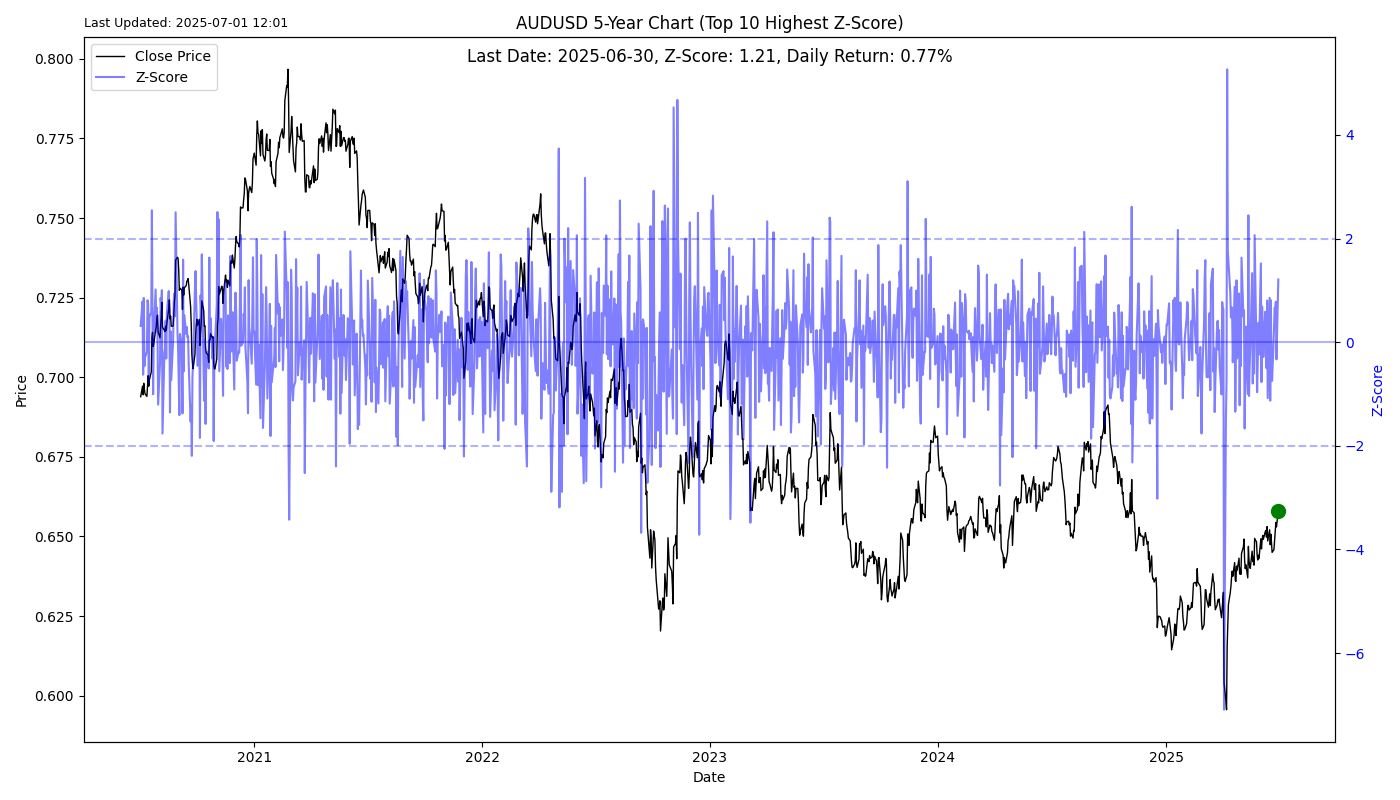 Last Updated: 2025-07-01 12:01
AUDUSD 5-Year Chart (Top 10 Highest Z-Score)
Last Date: 2025-06-30, Z-Score: 1.21, Daily Return: 0.77%
Close Price
Z-Score
0.800
0.775
0.750
0.725
0.700
0.675
0.650
0.625
0.600
Price
4
2
0
−2
−4
−6
Z-Score
2021
2022
2023
2024
2025
Date